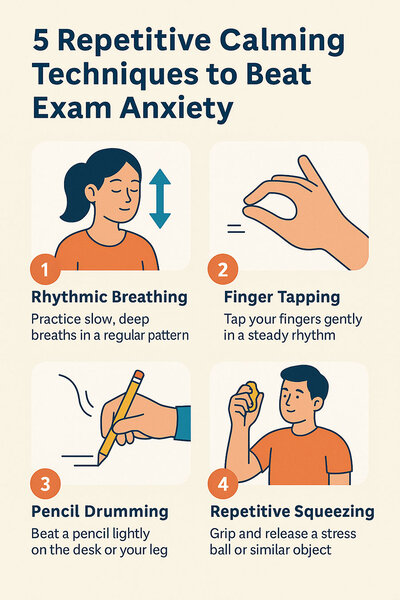 5 Repetitive Calming
Techniques to Beat
Exam Anxiety
1
Rhythmic Breathing
Practice slow, deep
breaths in a regular pattern
2
Finger Tapping
Tap your fingers gently
in a steady rhythm
3
Pencil Drumming
Beat a pencil lightly
on the desk or your leg
4
Repetitive Squeezing
Grip and release a stress
ball or similar object